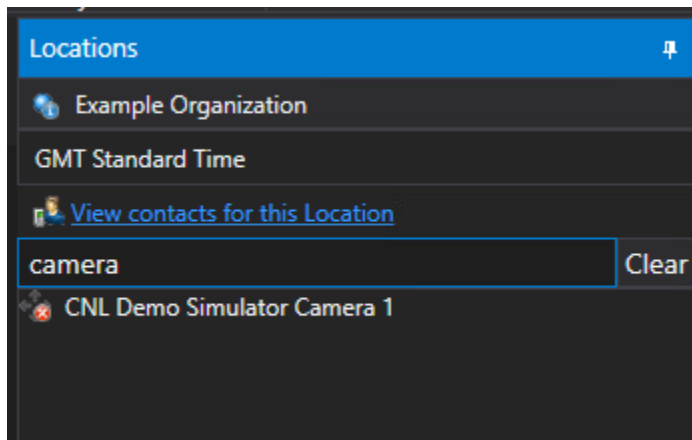 Locations
Example Organization
GMT Standard Time
View contacts for this Location
camera Clear
CNL Demo Simulator Camera 1